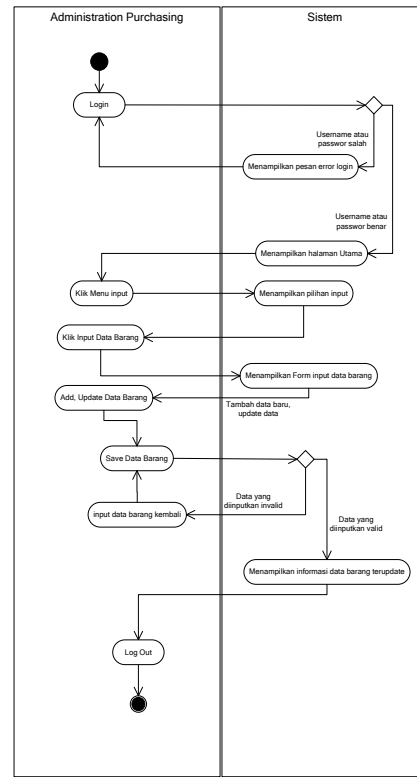 Administration Purchasing
Sistem
Login
Username atau
passwor salah
Menampilkan pesan error login
Username atau
passwor benar
Menampilkan halaman Utama
Klik Menu input
Menampilkan pilihan input
Klik Input Data Barang
Menampilkan Form input data barang
Add, Update Data Barang
Tambah data baru,
update data
Save Data Barang
Data yang
diinputkan invalid
input data barang kembali
Data yang
diinputkan valid
Menampilkan informasi data barang terupdate
Log Out